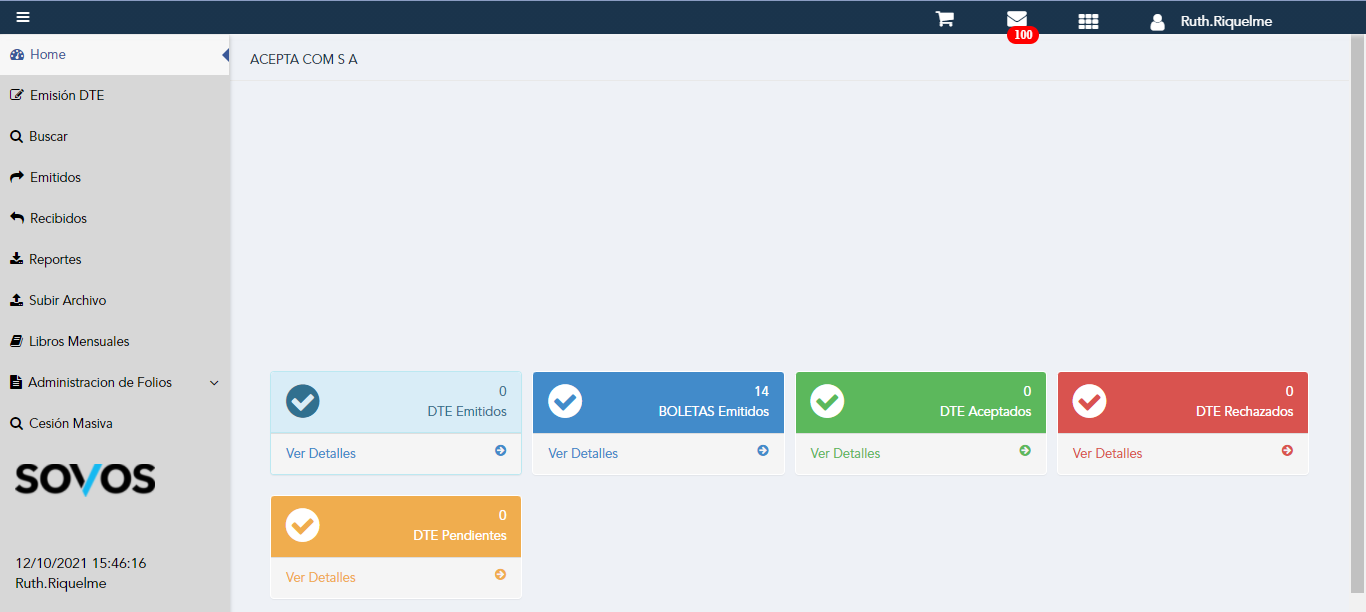 Ruth.Riquelme
100
Home
ACEPTA COM S A
Emisión DTE
Buscar
Emitidos
Recibidos
Reportes
Subir Archivo
Libros Mensuales
Administracion de Folios
Cesión Masiva
sovos
12/10/2021 15:46:16
Ruth.Riquelme
0
DTE Emitidos
Ver Detalles
14
BOLETAS Emitidos
Ver Detalles
0
DTE Aceptados
Ver Detalles
0
DTE Rechazados
Ver Detalles
0
DTE Pendientes
Ver Detalles